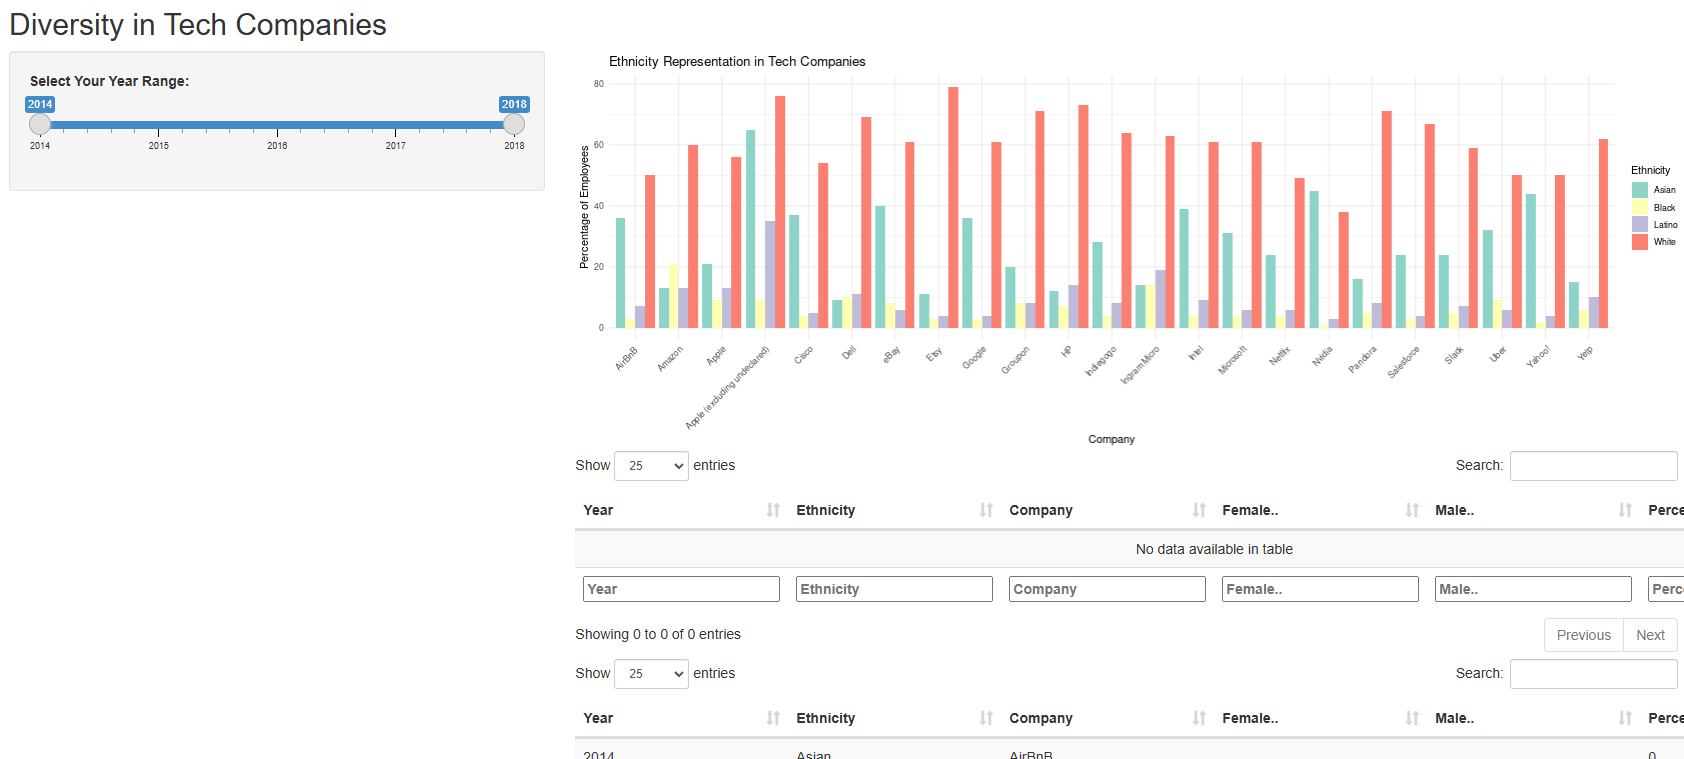 Diversity in Tech Companies
Select Your Year Range:
2014 2018
2014 2015 2016 2017 2018
Ethnicity Representation in Tech Companies
80
60
40
20
0
Percentage of Employees
AirBnB Amazon Apple Apple (excluding undeclared) Cisco Dell eBay Etsy Google Groupon HP Indiegogo Ingram Micro Intel Microsoft Netflix Nvidia Pandora Salesforce Slack Uber Yahoo! Yelp
Company
Ethnicity
Asian
Black
Latino
White
Show 25 entries Search:
Year Ethnicity Company Female.. Male.. Perce
No data available in table
Year Ethnicity Company Female.. Male.. Perc
Showing 0 to 0 of 0 entries Previous Next
Show 25 entries Search:
Year Ethnicity Company Female.. Male.. Perce
2014 Asian AirBnB 0